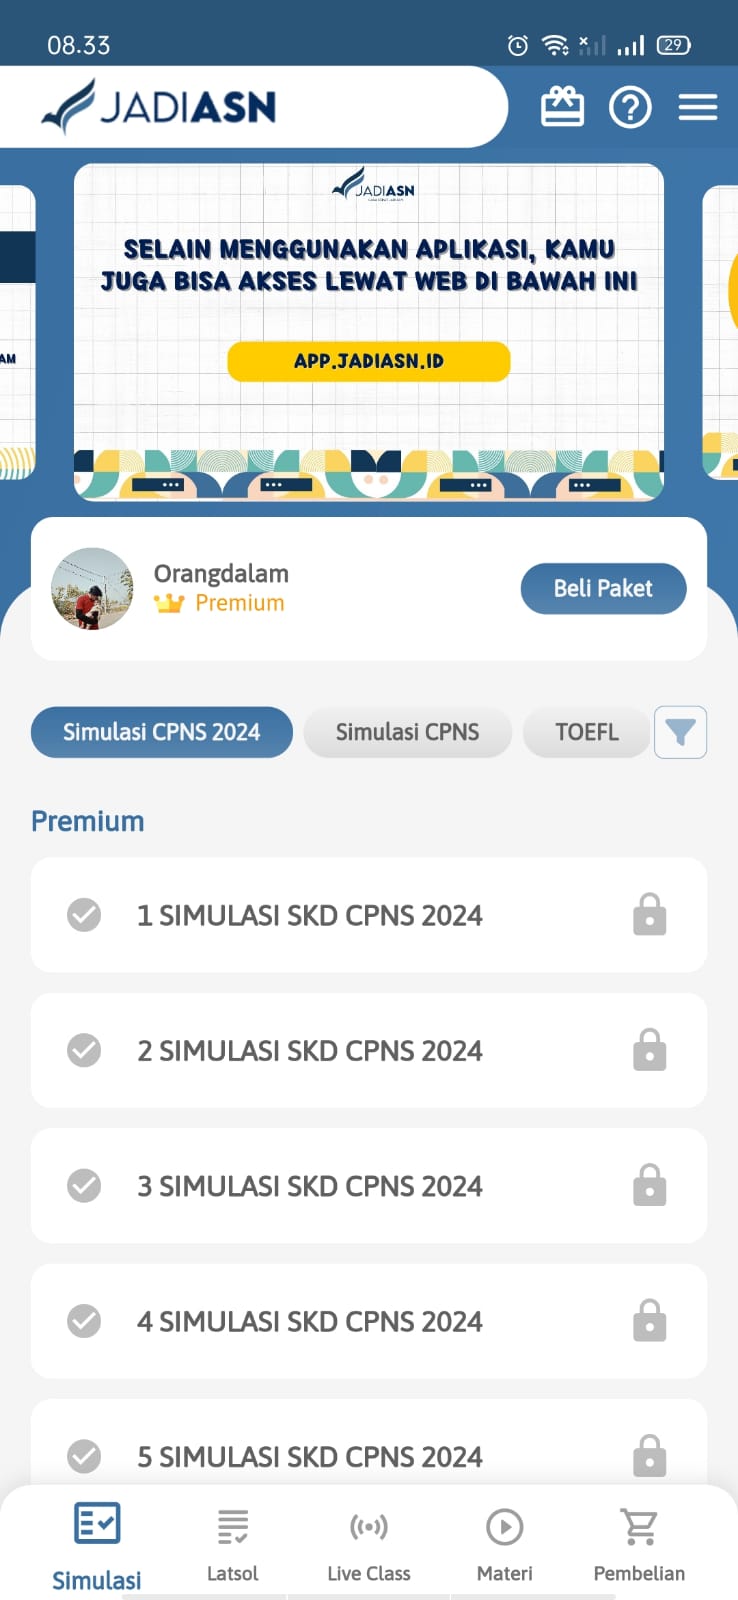 08.33
29
JADIASN
JADIASN
SELAIN MENGGUNAKAN APLIKASI, KAMU
JUGA BISA AKSES LEWAT WEB DI BAWAH INI
AM
APP.JADIASN.ID
Orangdalam
Premium
Beli Paket
Simulasi CPNS 2024
Simulasi CPNS
TOEFL
Premium
1 SIMULASI SKD CPNS 2024
2 SIMULASI SKD CPNS 2024
3 SIMULASI SKD CPNS 2024
4 SIMULASI SKD CPNS 2024
5 SIMULASI SKD CPNS 2024
Simulasi
Latsol
Live Class
Materi
Pembelian